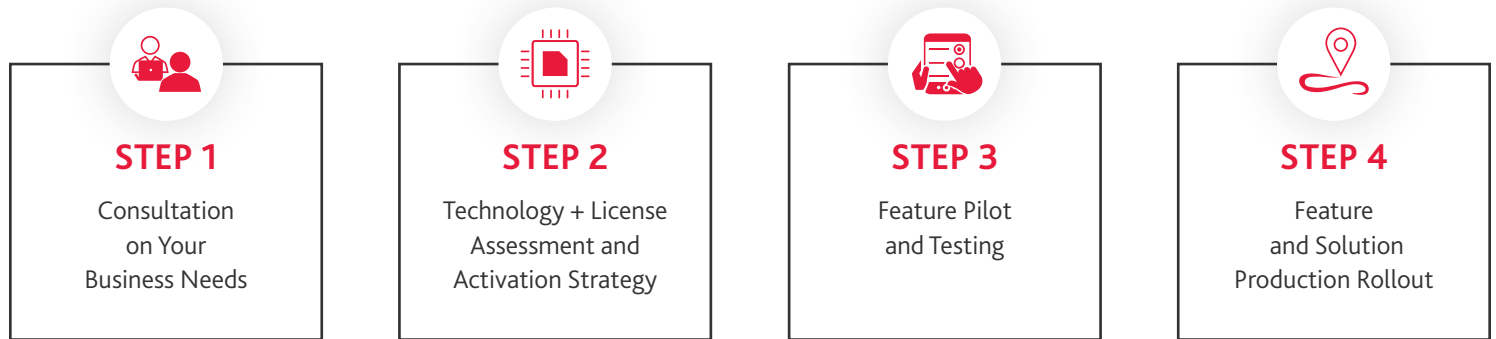 STEP 1
Consultation
on Your
Business Needs
STEP 2
Technology + License
Assessment and
Activation Strategy
STEP 3
Feature Pilot
and Testing
STEP 4
Feature
and Solution
Production Rollout